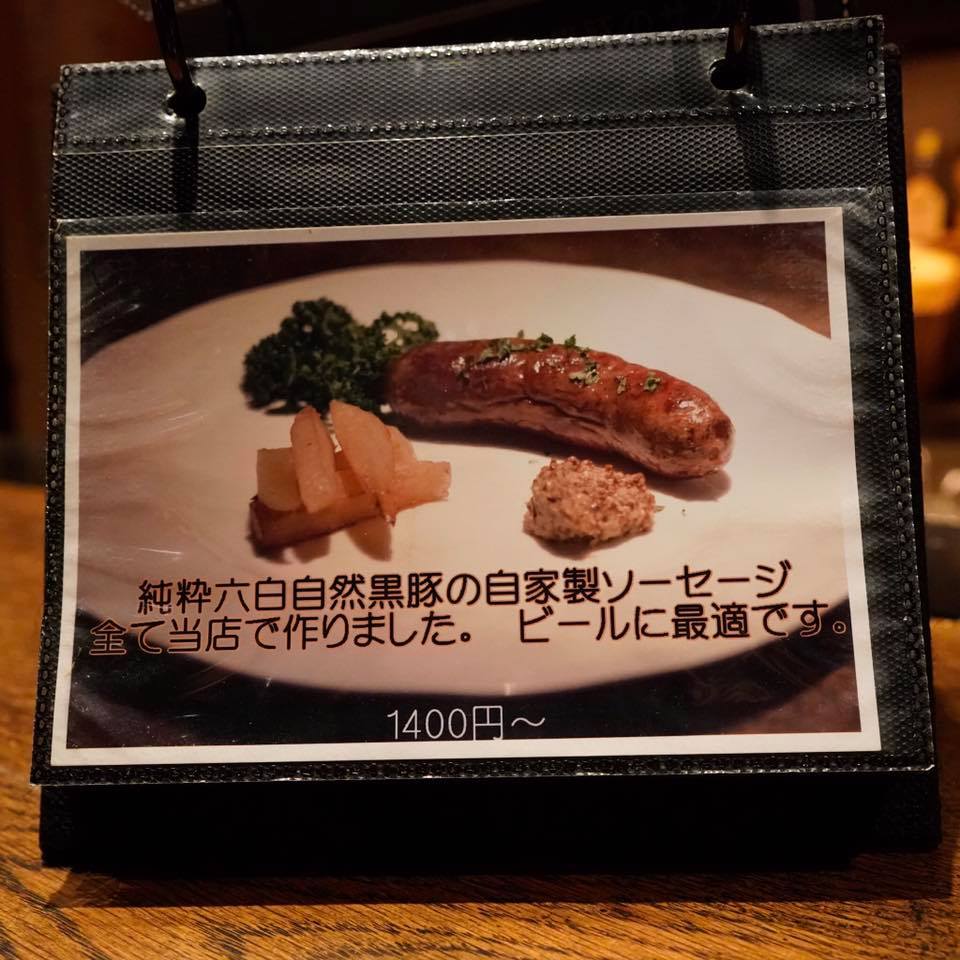 純粋六白自然黒豚の自家製ソーセージ
全て当店で作りました。 ビールに最適です。
1400円～